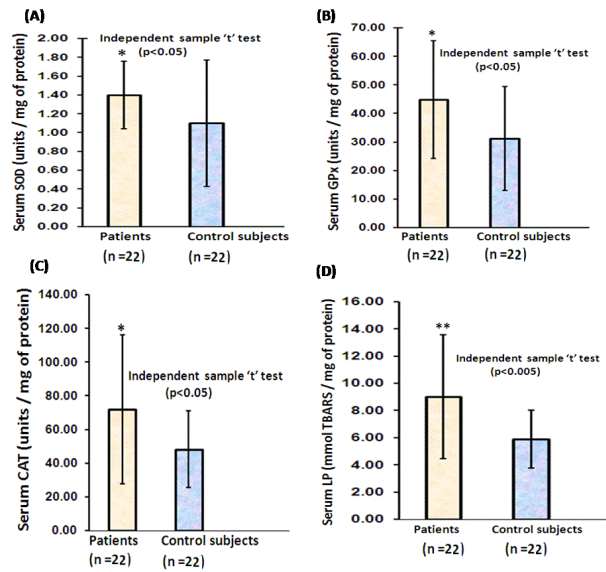 (A)
Serum SOD (units / mg of protein)
2.00
1.80
1.60
1.40
1.20
1.00
0.80
0.60
0.40
0.20
0.00
Independent sample ‘t’ test
(p<0.05)
*
Patients
Control subjects
(n =22)
(n =22)
(B)
Serum GPx (units / mg of protein)
70.00
60.00
50.00
40.00
30.00
20.00
10.00
0.00
*
Independent sample ‘t’ test
(p<0.05)
Patients
Control subjects
(n =22)
(n =22)
(C)
Serum CAT (units / mg of protein)
140.00
120.00
100.00
80.00
60.00
40.00
20.00
00.00
*
Independent sample ‘t’ test
(p<0.05)
Patients
Control subjects
(n =22)
(n =22)
(D)
Serum LP (mmol TBARS / mg of protein)
16.00
14.00
12.00
10.00
8.00
6.00
4.00
2.00
0.00
**
Independent sample ‘t’ test
(p<0.005)
Patients
Control subjects
(n =22)
(n =22)